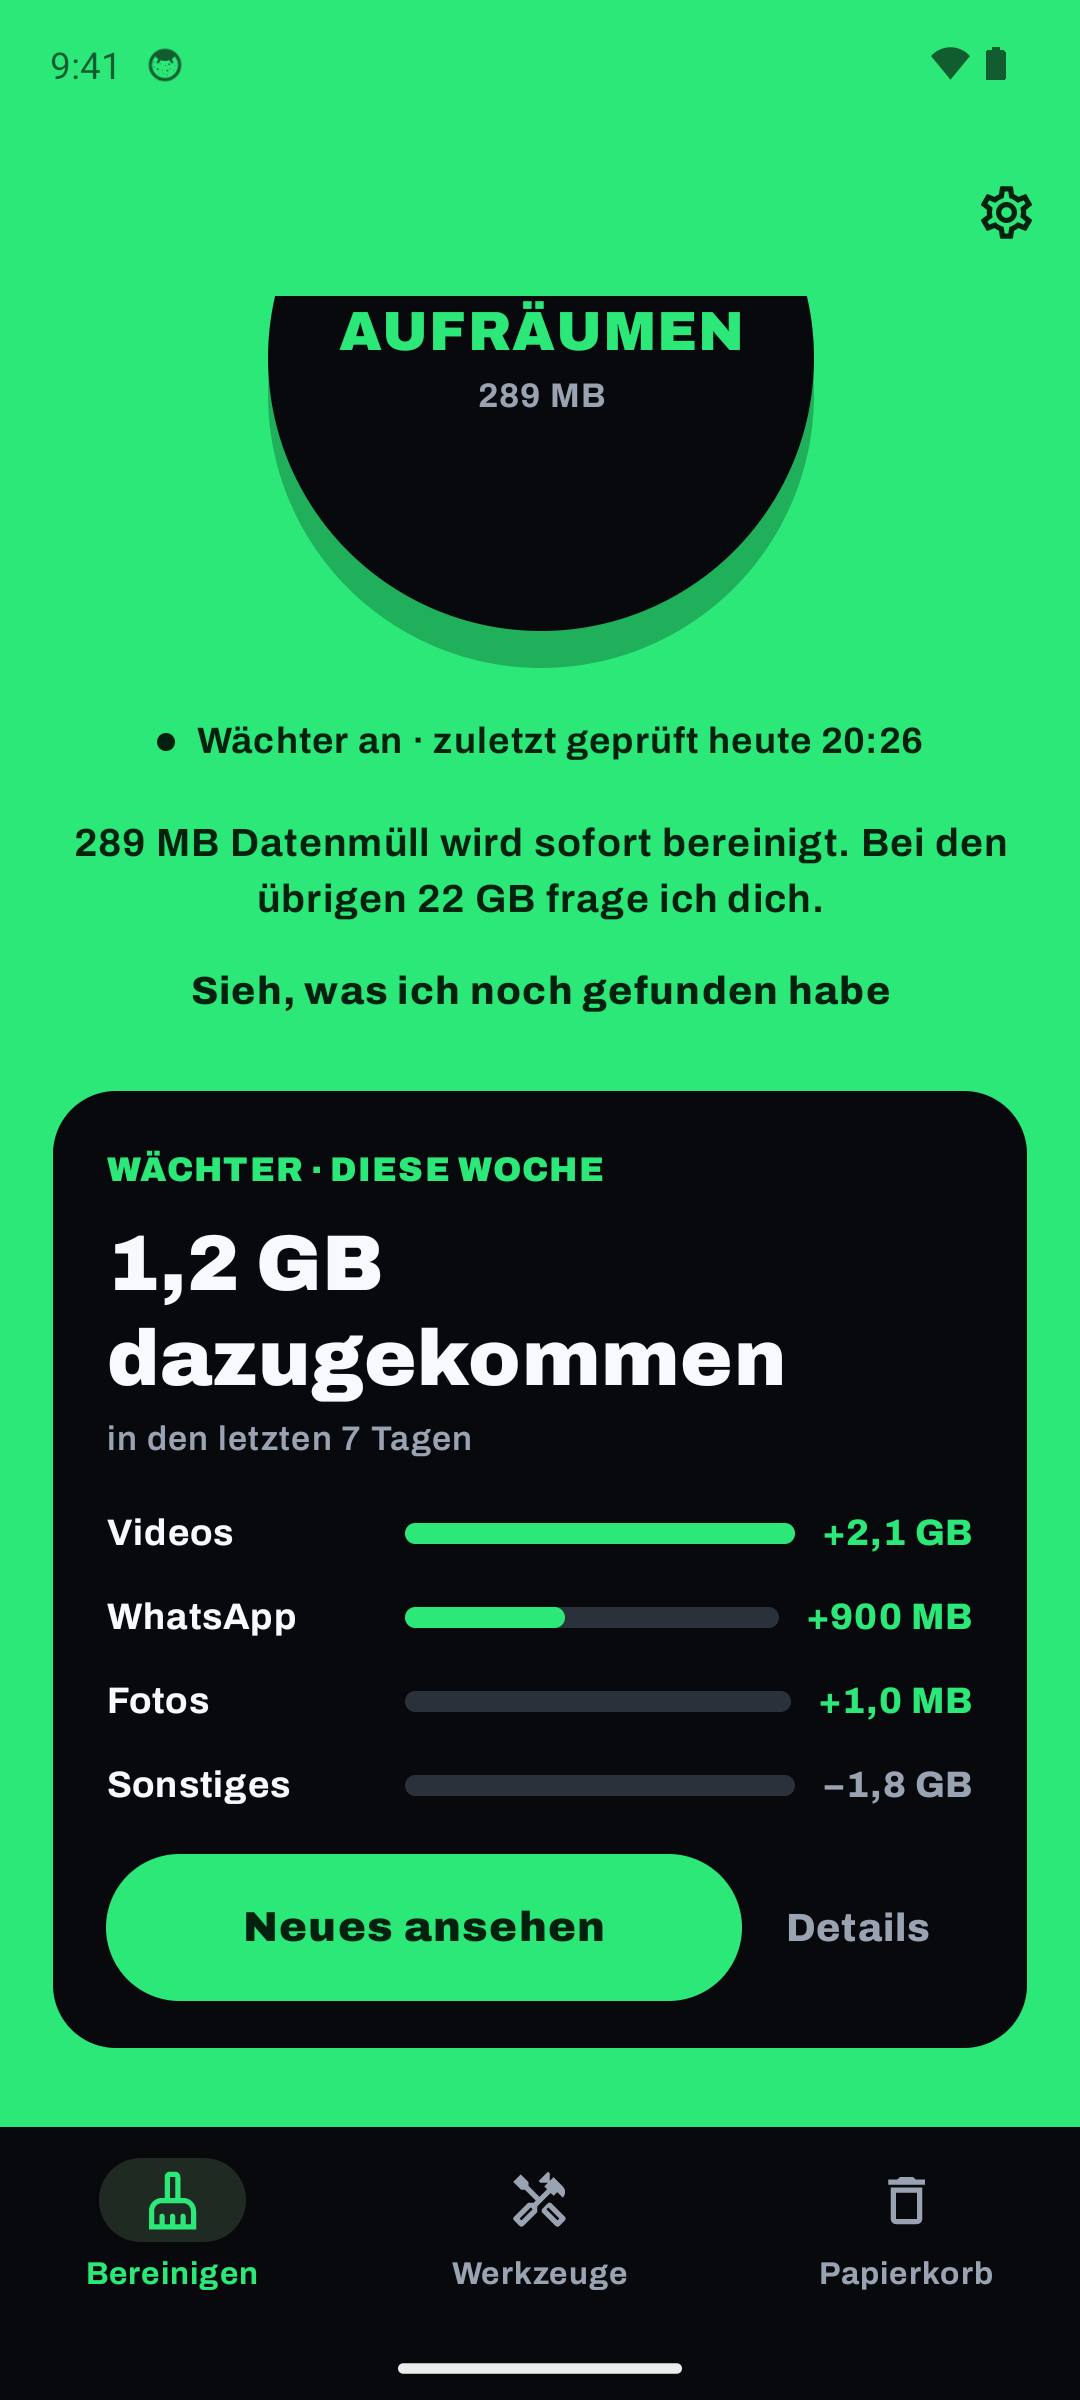 9:41
AUFRÄUMEN
289 MB
Wächter an · zuletzt geprüft heute 20:26
289 MB Datenmüll wird sofort bereinigt. Bei den
übrigen 22 GB frage ich dich.
Sieh, was ich noch gefunden habe
WÄCHTER · DIESE WOCHE
1,2 GB
dazugekommen
in den letzten 7 Tagen
Videos +2,1 GB
WhatsApp +900 MB
Fotos +1,0 MB
Sonstiges −1,8 GB
Neues ansehen Details
Bereinigen Werkzeuge Papierkorb